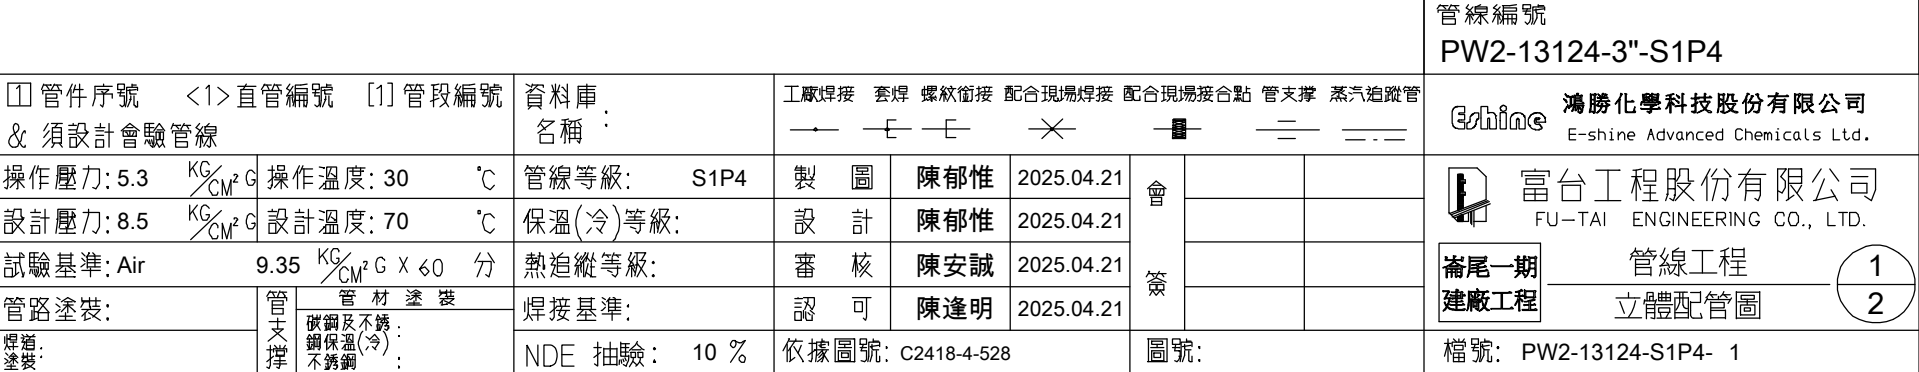 管線編號
PW2-13124-3"-S1P4
1 管件序號 <1>直管編號 [1]管段編號
& 須設計會驗管線
資料庫名稱:
工廠焊接 套焊 螺紋銜接 配合現場焊接 配合現場接合點 管支撐 蒸汽追蹤管
Eshine 鴻勝化學科技股份有限公司
E-shine Advanced Chemicals Ltd.
操作壓力: 5.3 KG/CM² G 操作溫度: 30 °C 管線等級: S1P4 製圖 陳郁惟 2025.04.21
設計壓力: 8.5 KG/CM² G 設計溫度: 70 °C 保溫(冷)等級: 設計 陳郁惟 2025.04.21
試驗基準: Air 9.35 KG/CM² G X 60 分 熱追縱等級: 審核 陳安誠 2025.04.21
管路塗裝: 管支撐 管材塗裝 焊接基準: 認可 陳逢明 2025.04.21
會簽
富台工程股份有限公司
FU-TAI ENGINEERING CO., LTD.
崙尾一期
建廠工程
管線工程
立體配管圖
1
2
焊道塗裝:
碳鋼及不銹鋼保溫(冷):
不銹鋼:
NDE 抽驗: 10 % 依據圖號: C2418-4-528 圖號: 檔號: PW2-13124-S1P4- 1